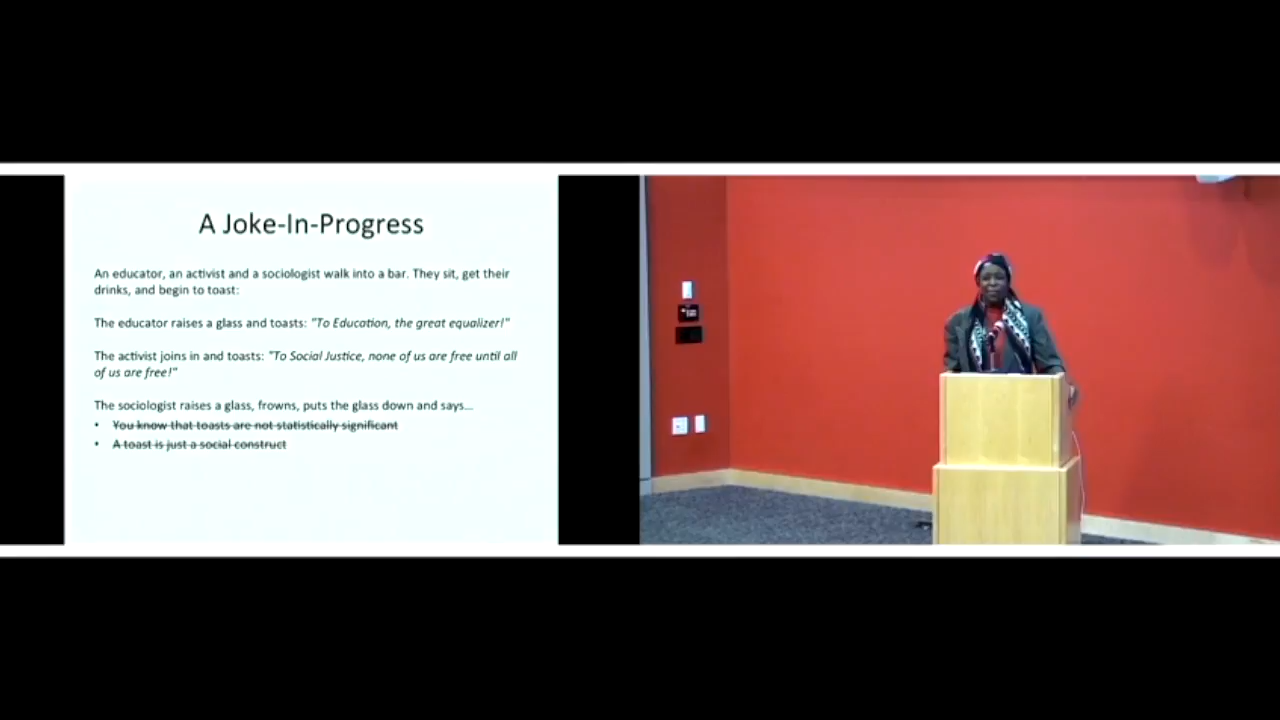 A Joke-In-Progress
An educator, an activist and a sociologist walk into a bar. They sit, get their
drinks, and begin to toast:
The educator raises a glass and toasts: "To Education, the great equalizer!"
The activist joins in and toasts: "To Social Justice, none of us are free until all
of us are free!"
The sociologist raises a glass, frowns, puts the glass down and says...
• You know that toasts are not statistically significant
• A toast is just a social construct